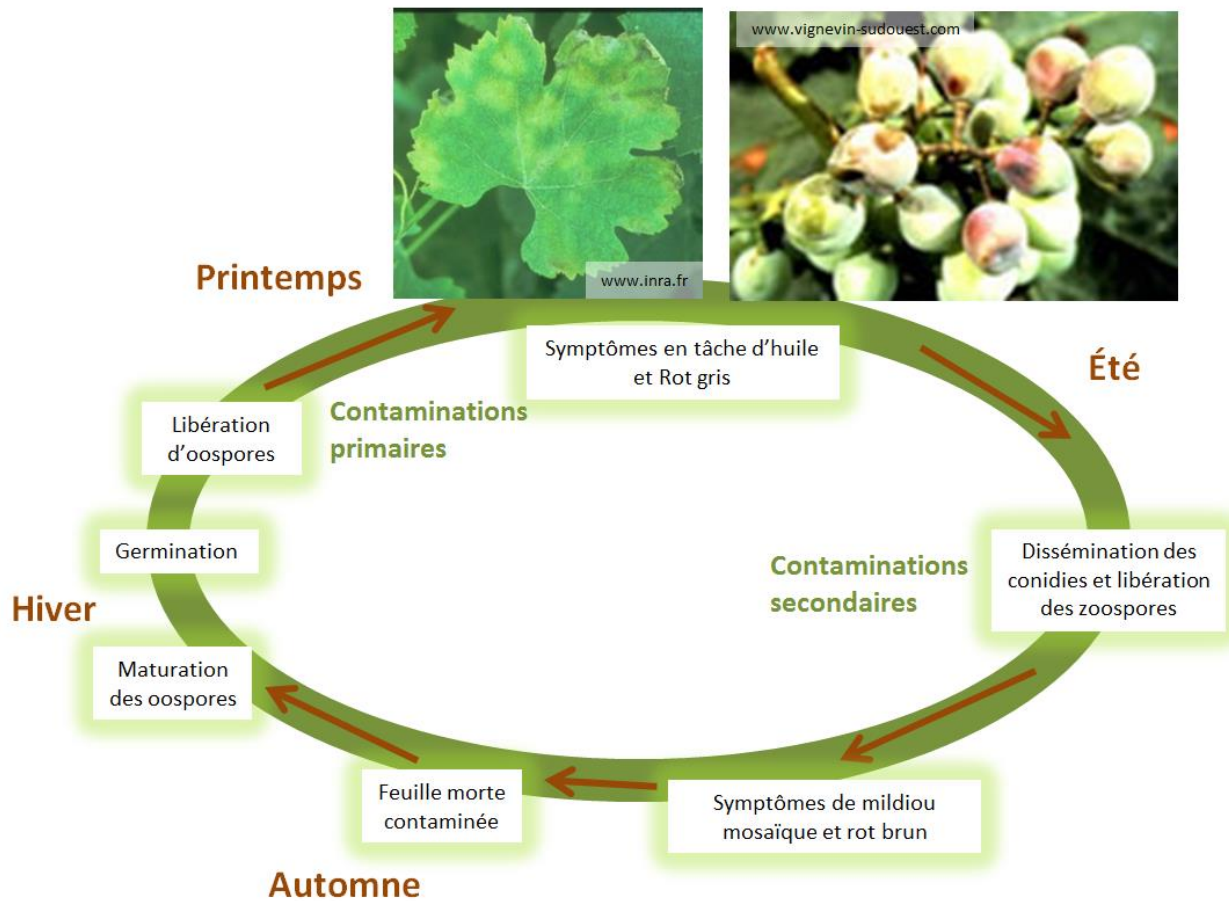 www.vignevin-sudouest.com
www.inra.fr
Printemps
Symptômes en tâche d'huile
et Rot gris
Été
Contaminations
primaires
Libération
d'oospores
Germination
Contaminations
secondaires
Dissémination des
conidies et libération
des zoospores
Hiver
Maturation
des oospores
Feuille morte
contaminée
Symptômes de mildiou
mosaïque et rot brun
Automne